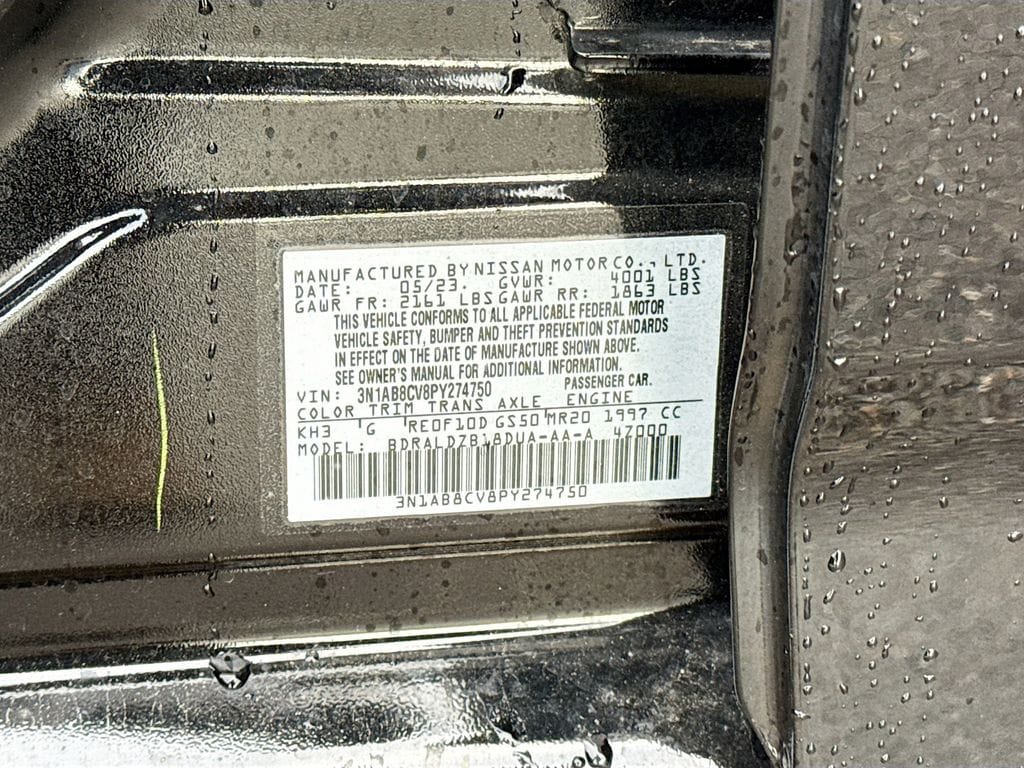 MANUFACTURED BY NISSAN MOTOR CO., LTD.
DATE: 05/23. GVWR: 4001 LBS
GAWR FR: 2161 LBS GAWR RR: 1863 LBS
THIS VEHICLE CONFORMS TO ALL APPLICABLE FEDERAL MOTOR
VEHICLE SAFETY, BUMPER AND THEFT PREVENTION STANDARDS
IN EFFECT ON THE DATE OF MANUFACTURE SHOWN ABOVE.
SEE OWNER'S MANUAL FOR ADDITIONAL INFORMATION.
VIN: 3N1AB8CV8PY274750 PASSENGER CAR.
COLOR TRIM TRANS AXLE ENGINE
KH3 G RE0F10D GS50 MR20 1997 CC
MODEL: BDRALDZB18DUA-AA-A 4Z000
3N1AB8CV8PY274750